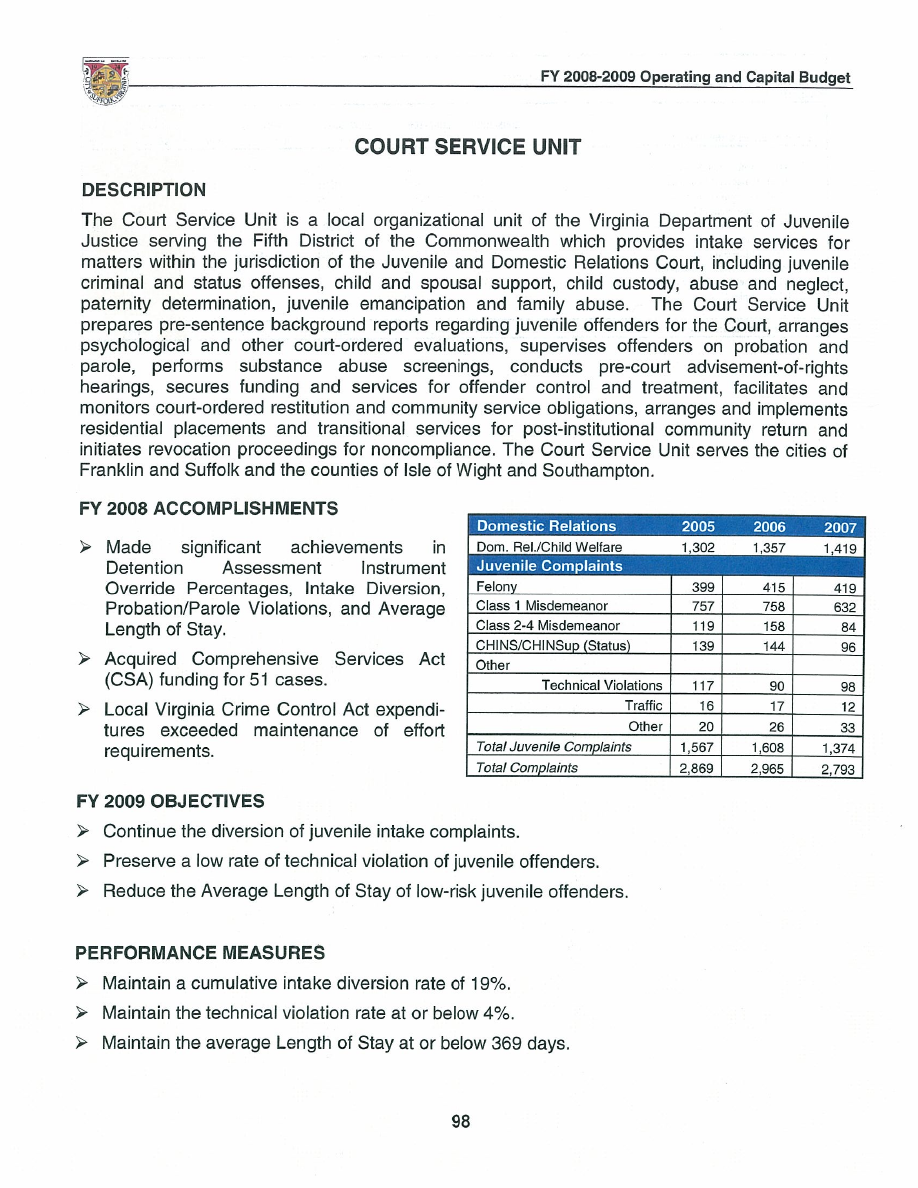 FY 2008-2009 Operating and Capital Budget
COURT SERVICE UNIT
DESCRIPTION
The Court Service Unit is a local organizational unit of the Virginia Department of Juvenile
Justice serving the Fifth District of the Commonwealth which provides intake services for
matters within the jurisdiction of the Juvenile and Domestic Relations Court, including juvenile
criminal and status offenses, child and spousal support, child custody, abuse and neglect,
paternity determination, juvenile emancipation and family abuse. The Court Service Unit
prepares pre-sentence background reports regarding juvenile offenders for the Court, arranges
psychological and other court-ordered evaluations, supervises offenders on probation and
parole, performs substance abuse screenings, conducts pre-court advisement-of-rights
hearings, secures funding and services for offender control and treatment, facilitates and
monitors court-ordered restitution and community service obligations, arranges and implements
residential placements and transitional services for post-institutional community return and
initiates revocation proceedings for noncompliance. The Court Service Unit serves the cities of
Franklin and Suffolk and the counties of Isle of Wight and Southampton.
FY 2008 ACCOMPLISHMENTS
➢ Made significant achievements in
Detention Assessment Instrument
Override Percentages, Intake Diversion,
Probation/Parole Violations, and Average
Length of Stay.
➢ Acquired Comprehensive Services Act
(CSA) funding for 51 cases.
➢ Local Virginia Crime Control Act expendi-
tures exceeded maintenance of effort
requirements.
Domestic Relations 2005 2006 2007
Dom. Rel./Child Welfare 1,302 1,357 1,419
Juvenile Complaints
Felony 399 415 419
Class 1 Misdemeanor 757 758 632
Class 2-4 Misdemeanor 119 158 84
CHINS/CHINSup (Status) 139 144 96
Other
Technical Violations 117 90 98
Traffic 16 17 12
Other 20 26 33
Total Juvenile Complaints 1,567 1,608 1,374
Total Complaints 2,869 2,965 2,793
FY 2009 OBJECTIVES
➢ Continue the diversion of juvenile intake complaints.
➢ Preserve a low rate of technical violation of juvenile offenders.
➢ Reduce the Average Length of Stay of low-risk juvenile offenders.
PERFORMANCE MEASURES
➢ Maintain a cumulative intake diversion rate of 19%.
➢ Maintain the technical violation rate at or below 4%.
➢ Maintain the average Length of Stay at or below 369 days.
98